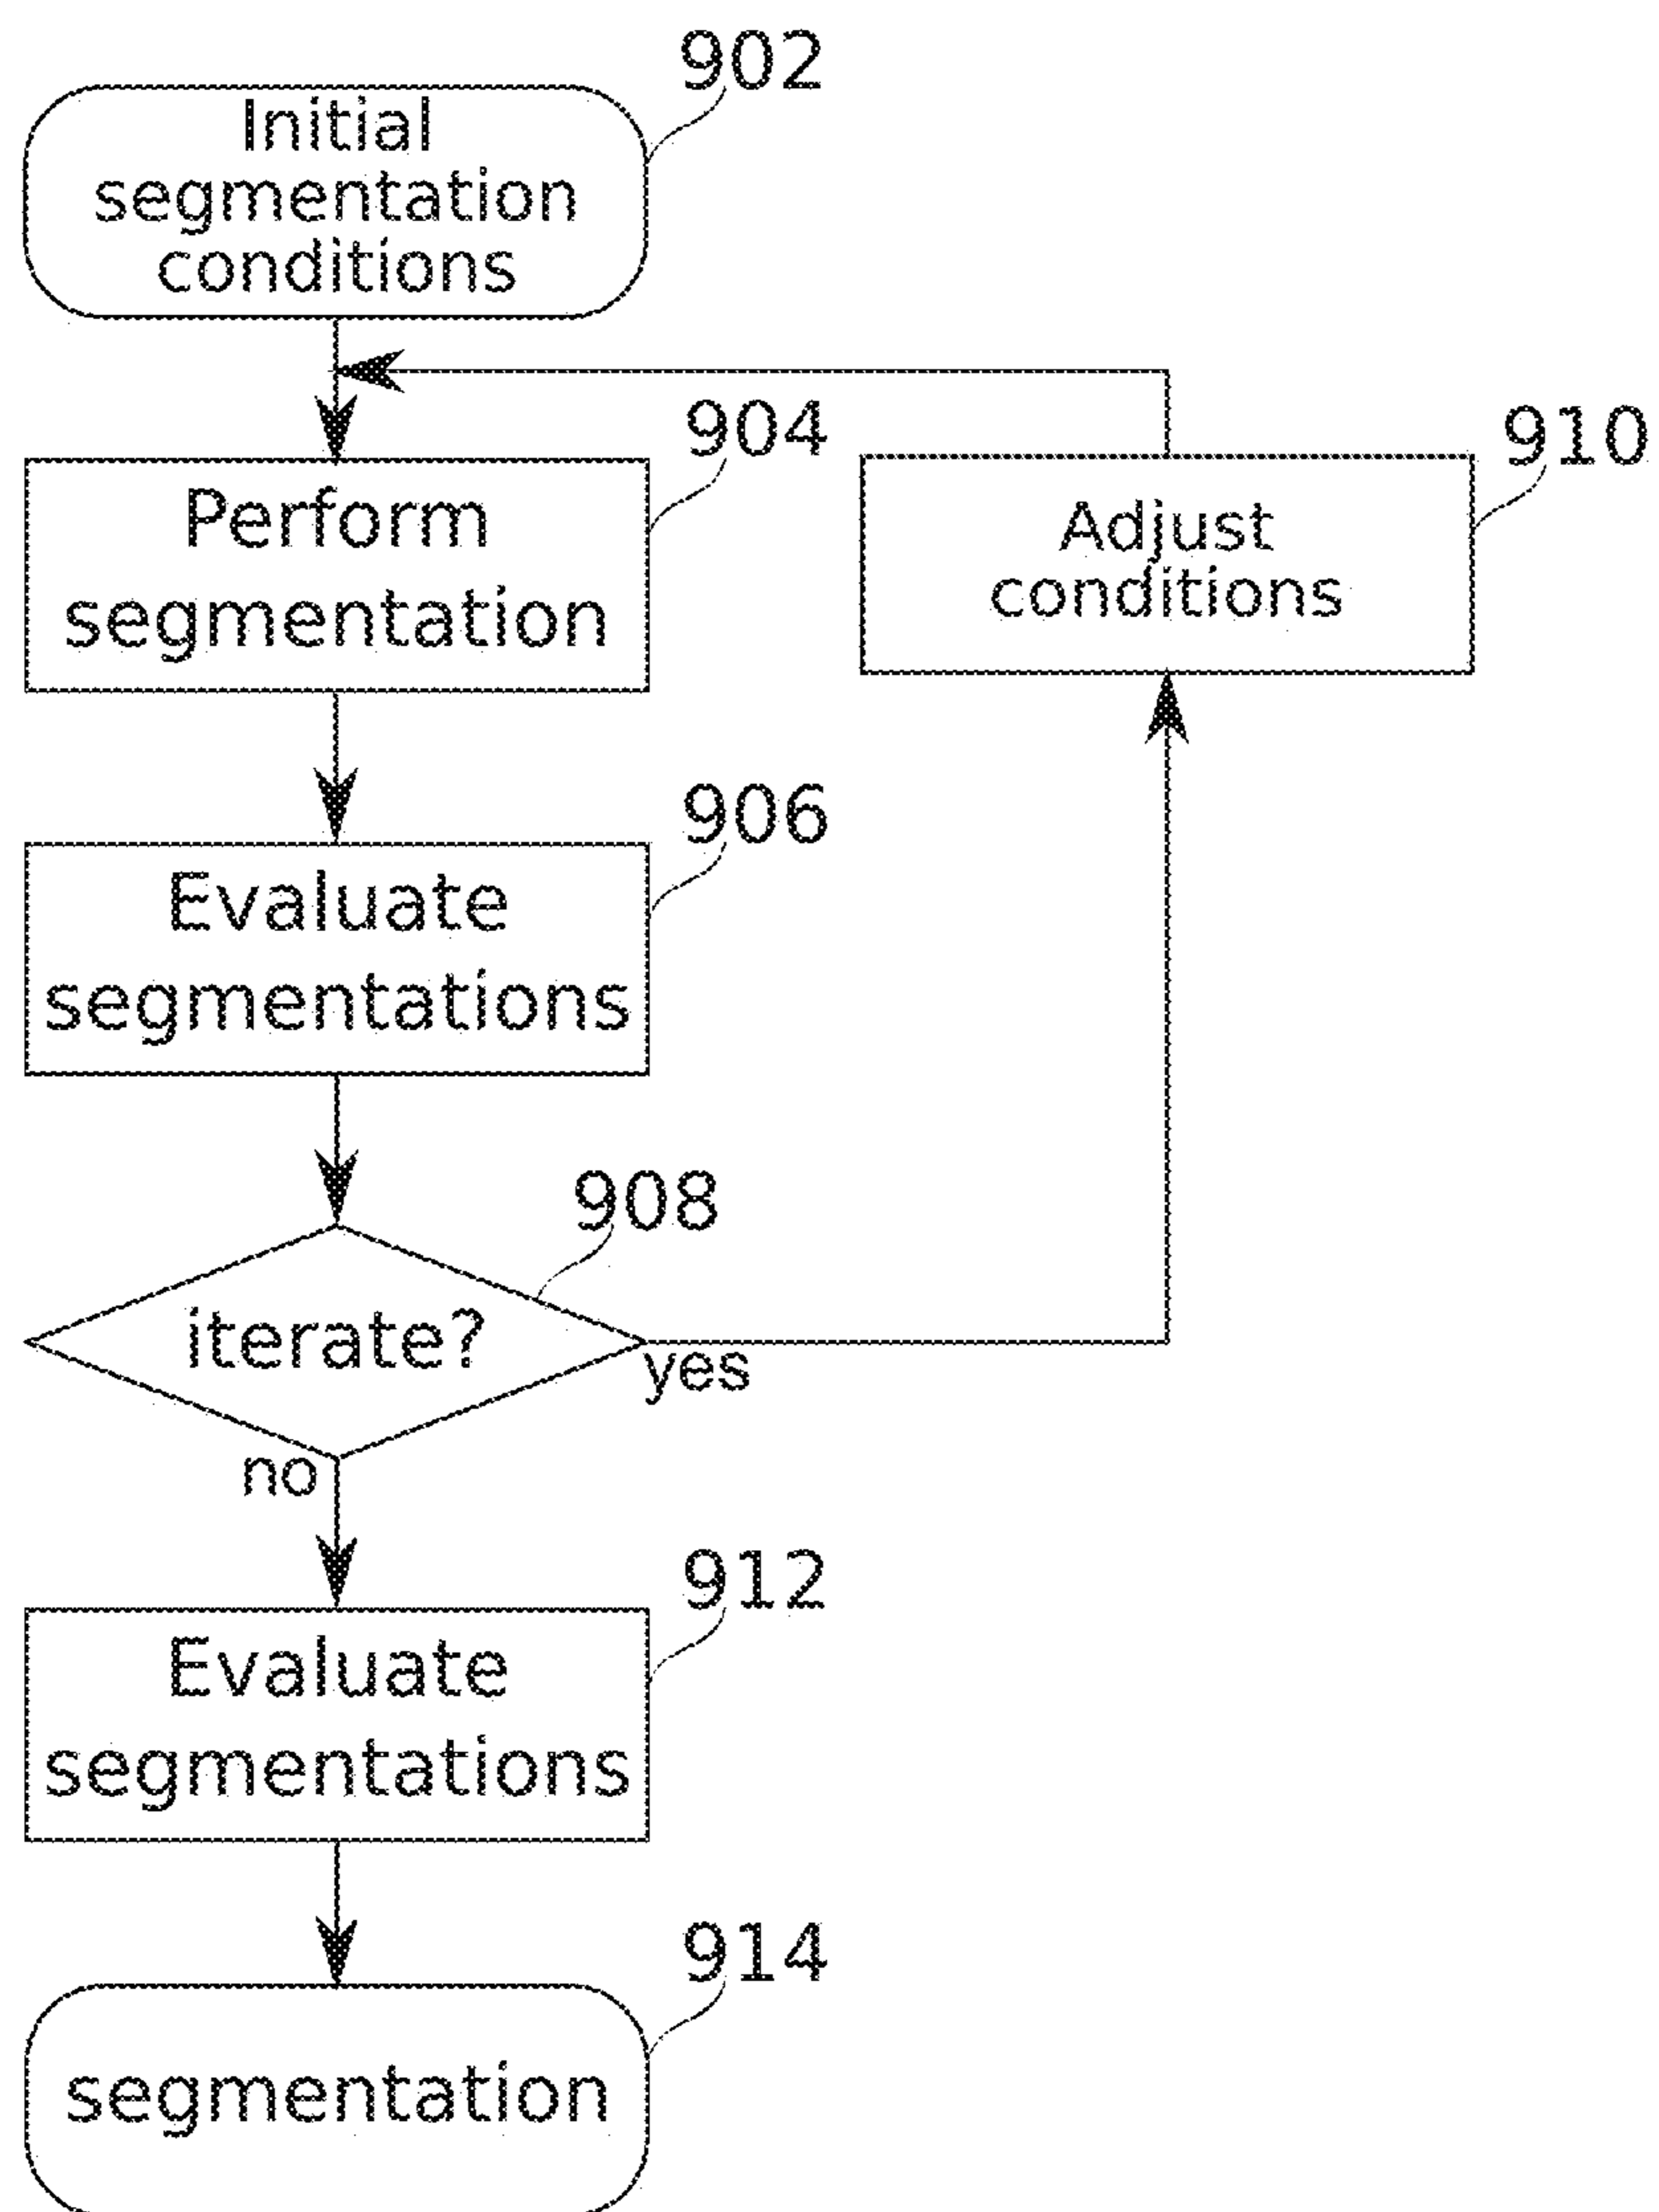 902
Initial
segmentation
conditions
904
Perform
segmentation
910
Adjust
conditions
906
Evaluate
segmentations
908
iterate?
yes
no
912
Evaluate
segmentations
914
segmentation